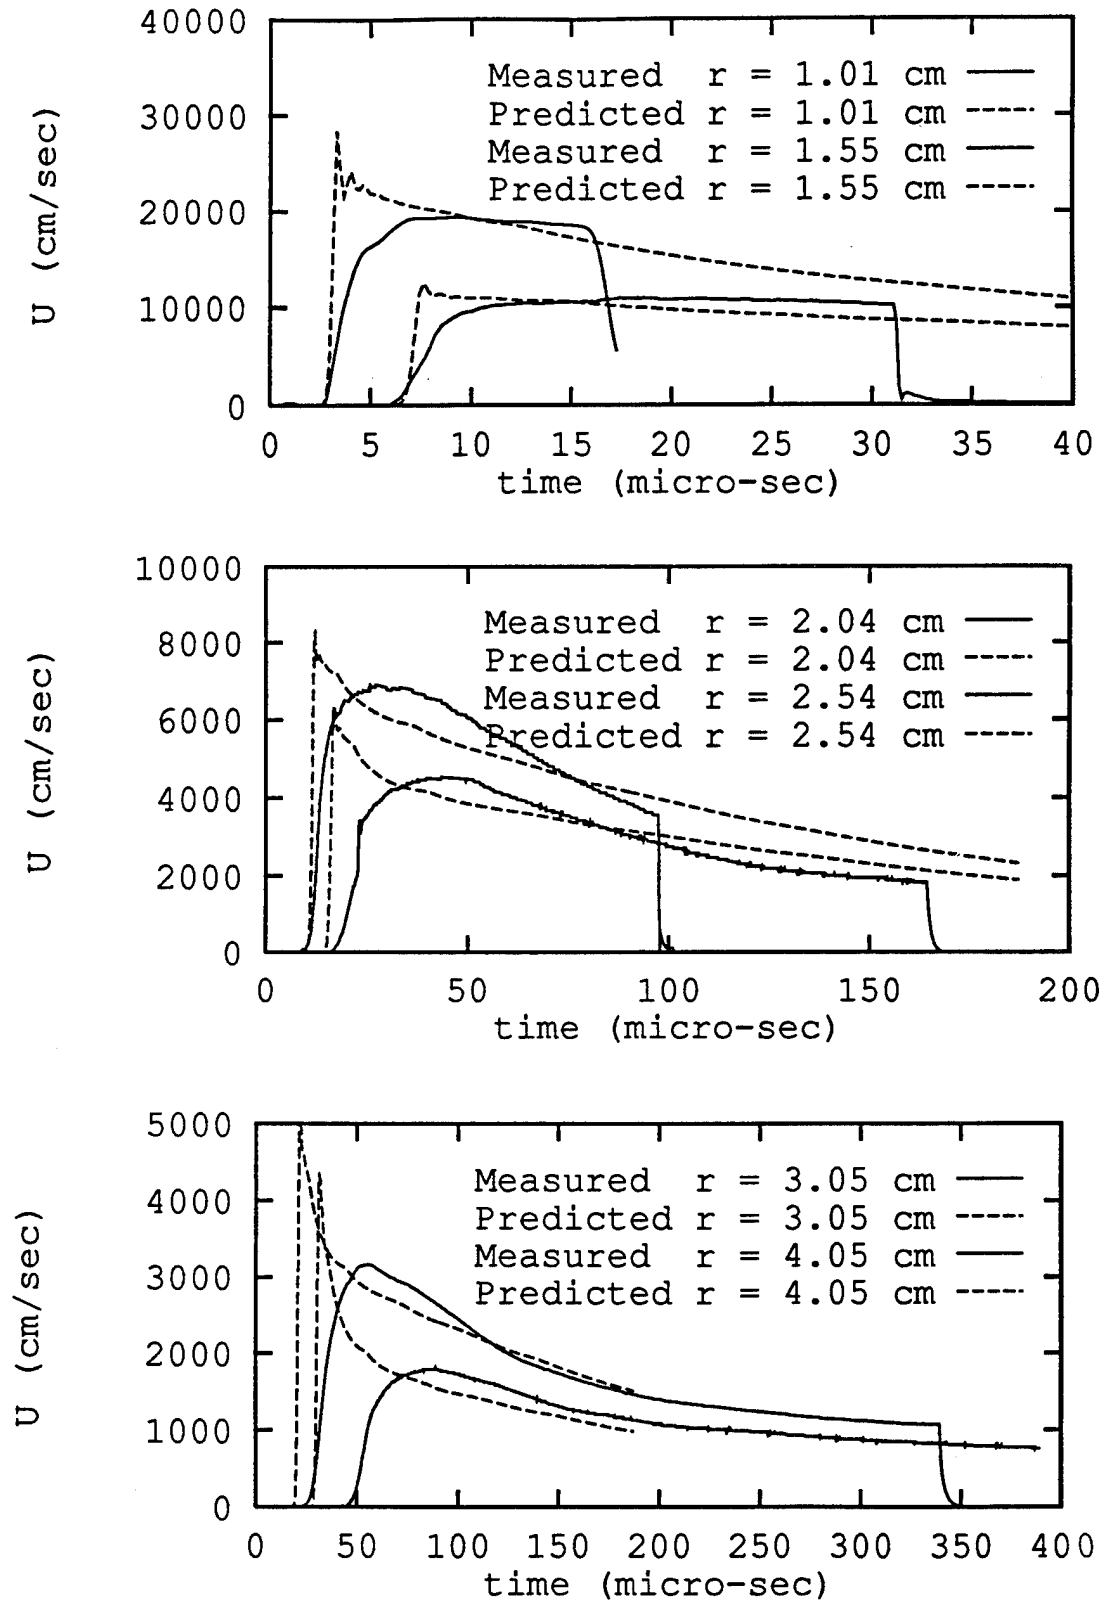 40000
30000
20000
10000
0
U (cm/sec)
Measured r = 1.01 cm
Predicted r = 1.01 cm
Measured r = 1.55 cm
Predicted r = 1.55 cm
0 5 10 15 20 25 30 35 40
time (micro-sec)
10000
8000
6000
4000
2000
0
U (cm/sec)
Measured r = 2.04 cm
Predicted r = 2.04 cm
Measured r = 2.54 cm
Predicted r = 2.54 cm
0 50 100 150 200
time (micro-sec)
5000
4000
3000
2000
1000
0
U (cm/sec)
Measured r = 3.05 cm
Predicted r = 3.05 cm
Measured r = 4.05 cm
Predicted r = 4.05 cm
0 50 100 150 200 250 300 350 400
time (micro-sec)